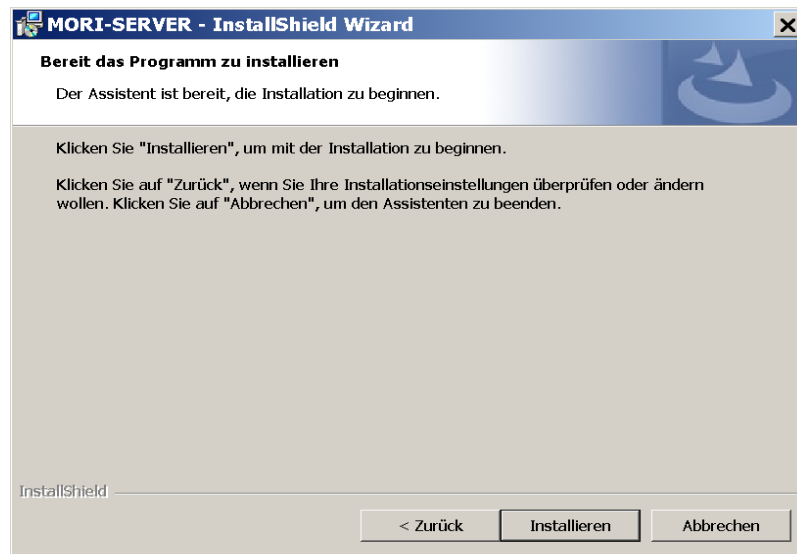 MORI-SERVER - InstallShield Wizard
Bereit das Programm zu installieren
Der Assistent ist bereit, die Installation zu beginnen.
Klicken Sie "Installieren", um mit der Installation zu beginnen.
Klicken Sie auf "Zurück", wenn Sie Ihre Installationseinstellungen überprüfen oder ändern
wollen. Klicken Sie auf "Abbrechen", um den Assistenten zu beenden.
InstallShield
< Zurück Installieren Abbrechen